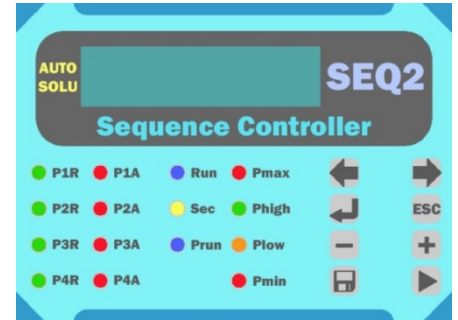 AUTO
SOLU
SEQ2
Sequence Controller
P1R P1A Run Pmax
P2R P2A Sec Phigh ESC
P3R P3A Prun Plow − +
P4R P4A Pmin